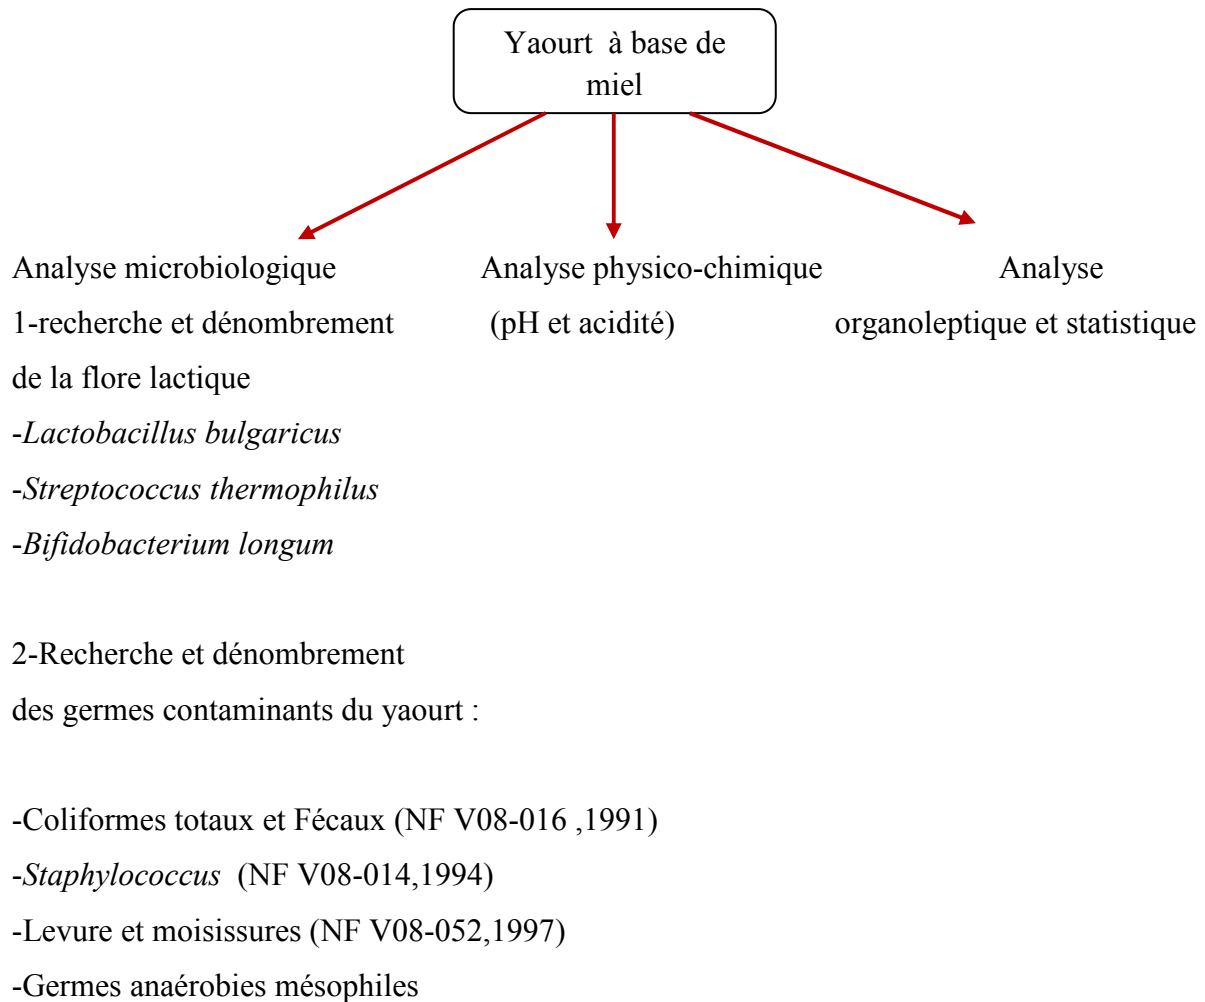 Yaourt à base de
miel
Analyse microbiologique
1-recherche et dénombrement
de la flore lactique
-Lactobacillus bulgaricus
-Streptococcus thermophilus
-Bifidobacterium longum
2-Recherche et dénombrement
des germes contaminants du yaourt :
-Coliformes totaux et Fécaux (NF V08-016 ,1991)
-Staphylococcus (NF V08-014,1994)
-Levure et moisissures (NF V08-052,1997)
-Germes anaérobies mésophiles
Analyse physico-chimique
(pH et acidité)
Analyse
organoleptique et statistique